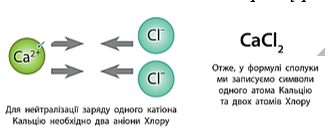 Ca²⁺
Cl⁻
Cl⁻
Для нейтралізації заряду одного катіона
Кальцію необхідно два аніони Хлору
CaCl₂
Отже, у формулі сполуки
ми записуємо символи
одного атома Кальцію
та двох атомів Хлору